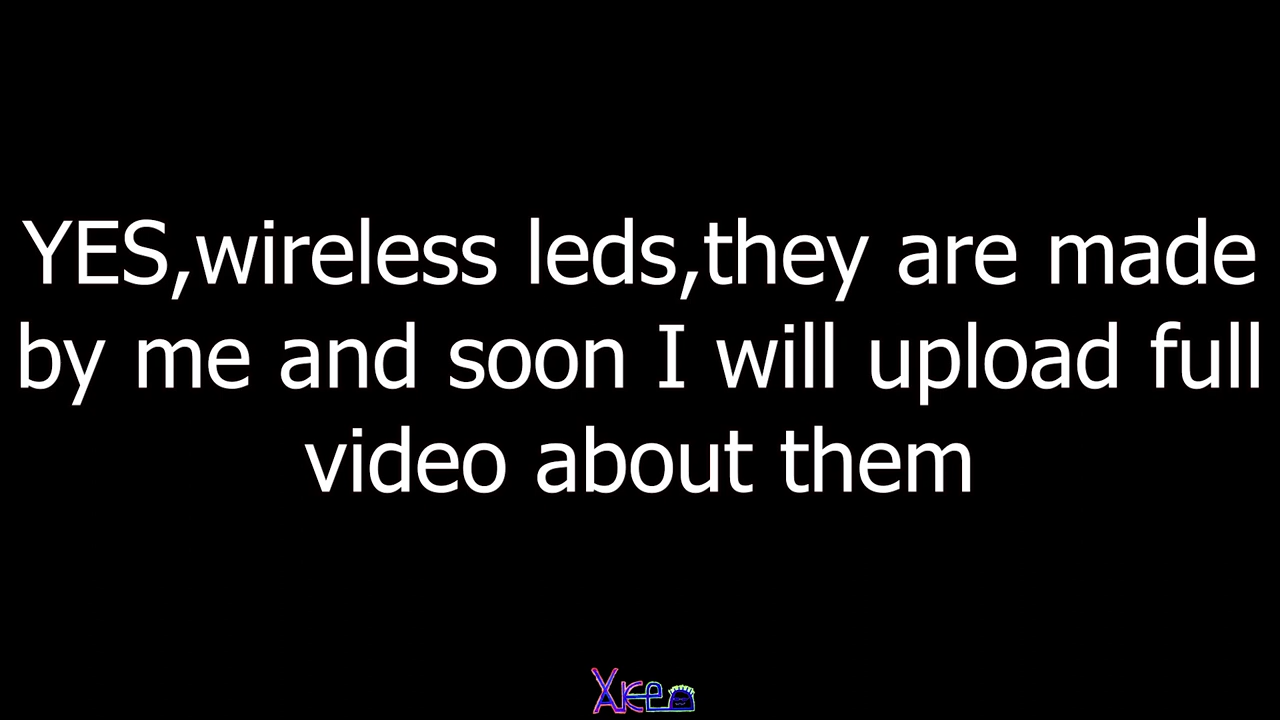 YES,wireless leds,they are made
by me and soon I will upload full
video about them